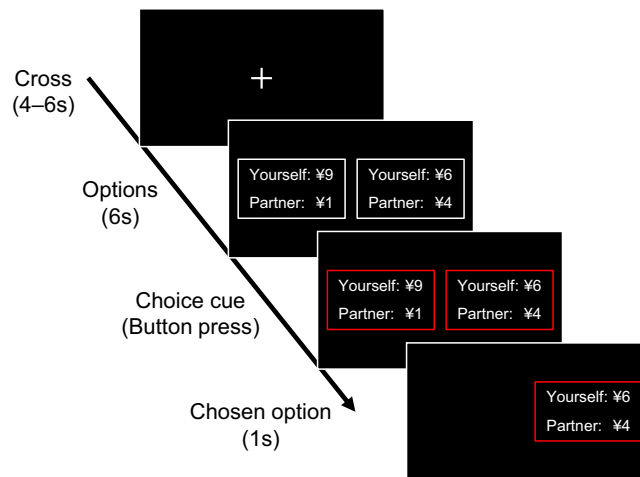 Cross
(4–6s)
+
Options
(6s)
Yourself: ¥9
Partner: ¥1
Yourself: ¥6
Partner: ¥4
Choice cue
(Button press)
Yourself: ¥9
Partner: ¥1
Yourself: ¥6
Partner: ¥4
Chosen option
(1s)
Yourself: ¥6
Partner: ¥4